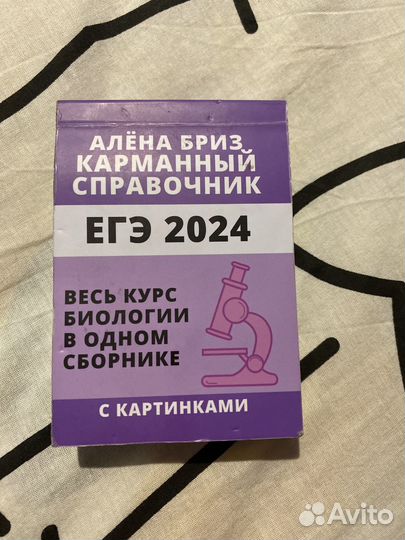 АЛЁНА БРИЗ
КАРМАННЫЙ
СПРАВОЧНИК
ЕГЭ 2024
ВЕСЬ КУРС
БИОЛОГИИ
В ОДНОМ
СБОРНИКЕ
С КАРТИНКАМИ
Avito